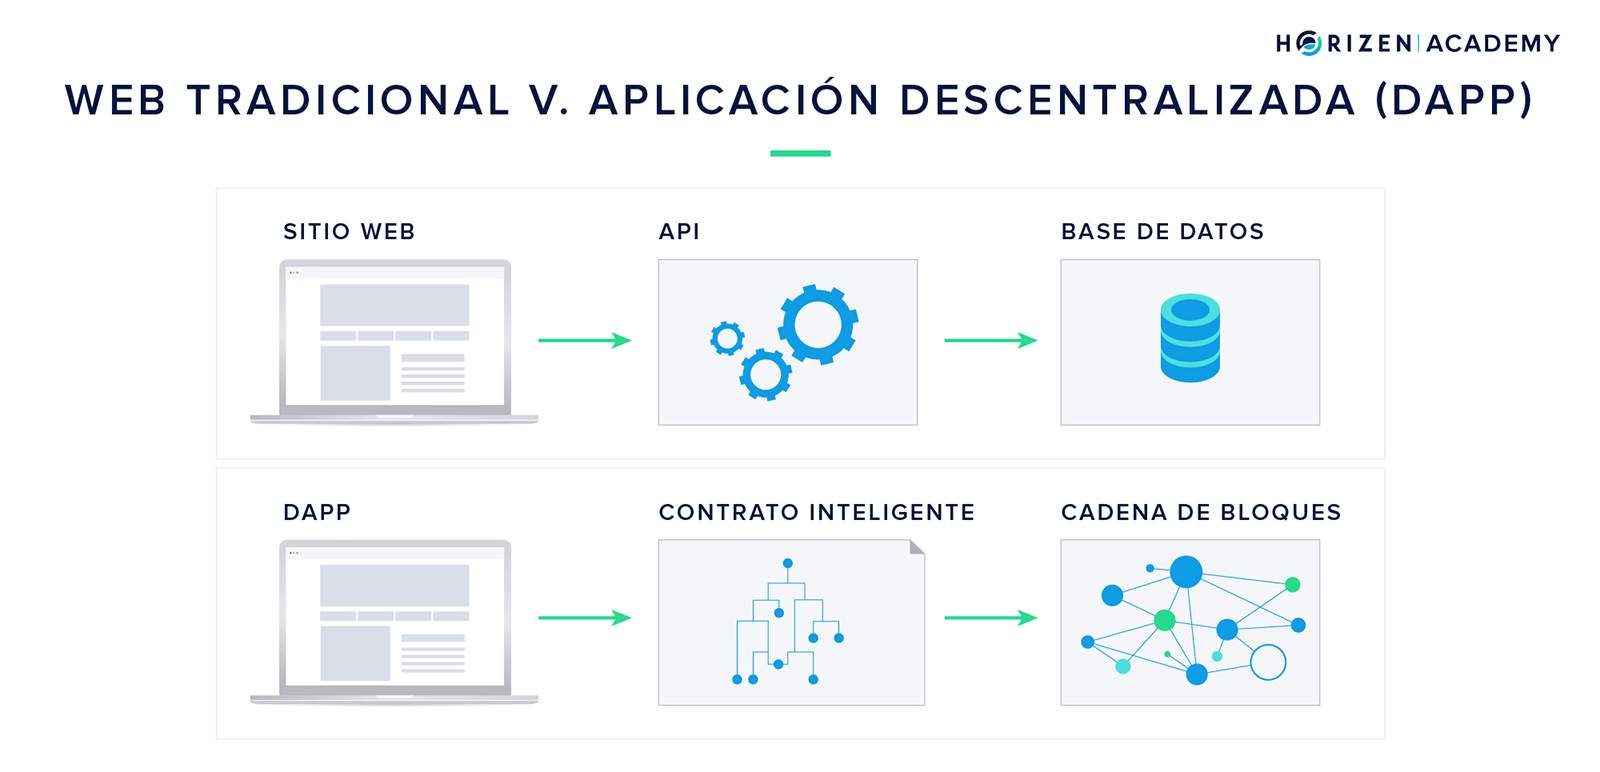 HORIZEN|ACADEMY
WEB TRADICIONAL V. APLICACIÓN DESCENTRALIZADA (DAPP)
SITIO WEB
API
BASE DE DATOS
DAPP
CONTRATO INTELIGENTE
CADENA DE BLOQUES